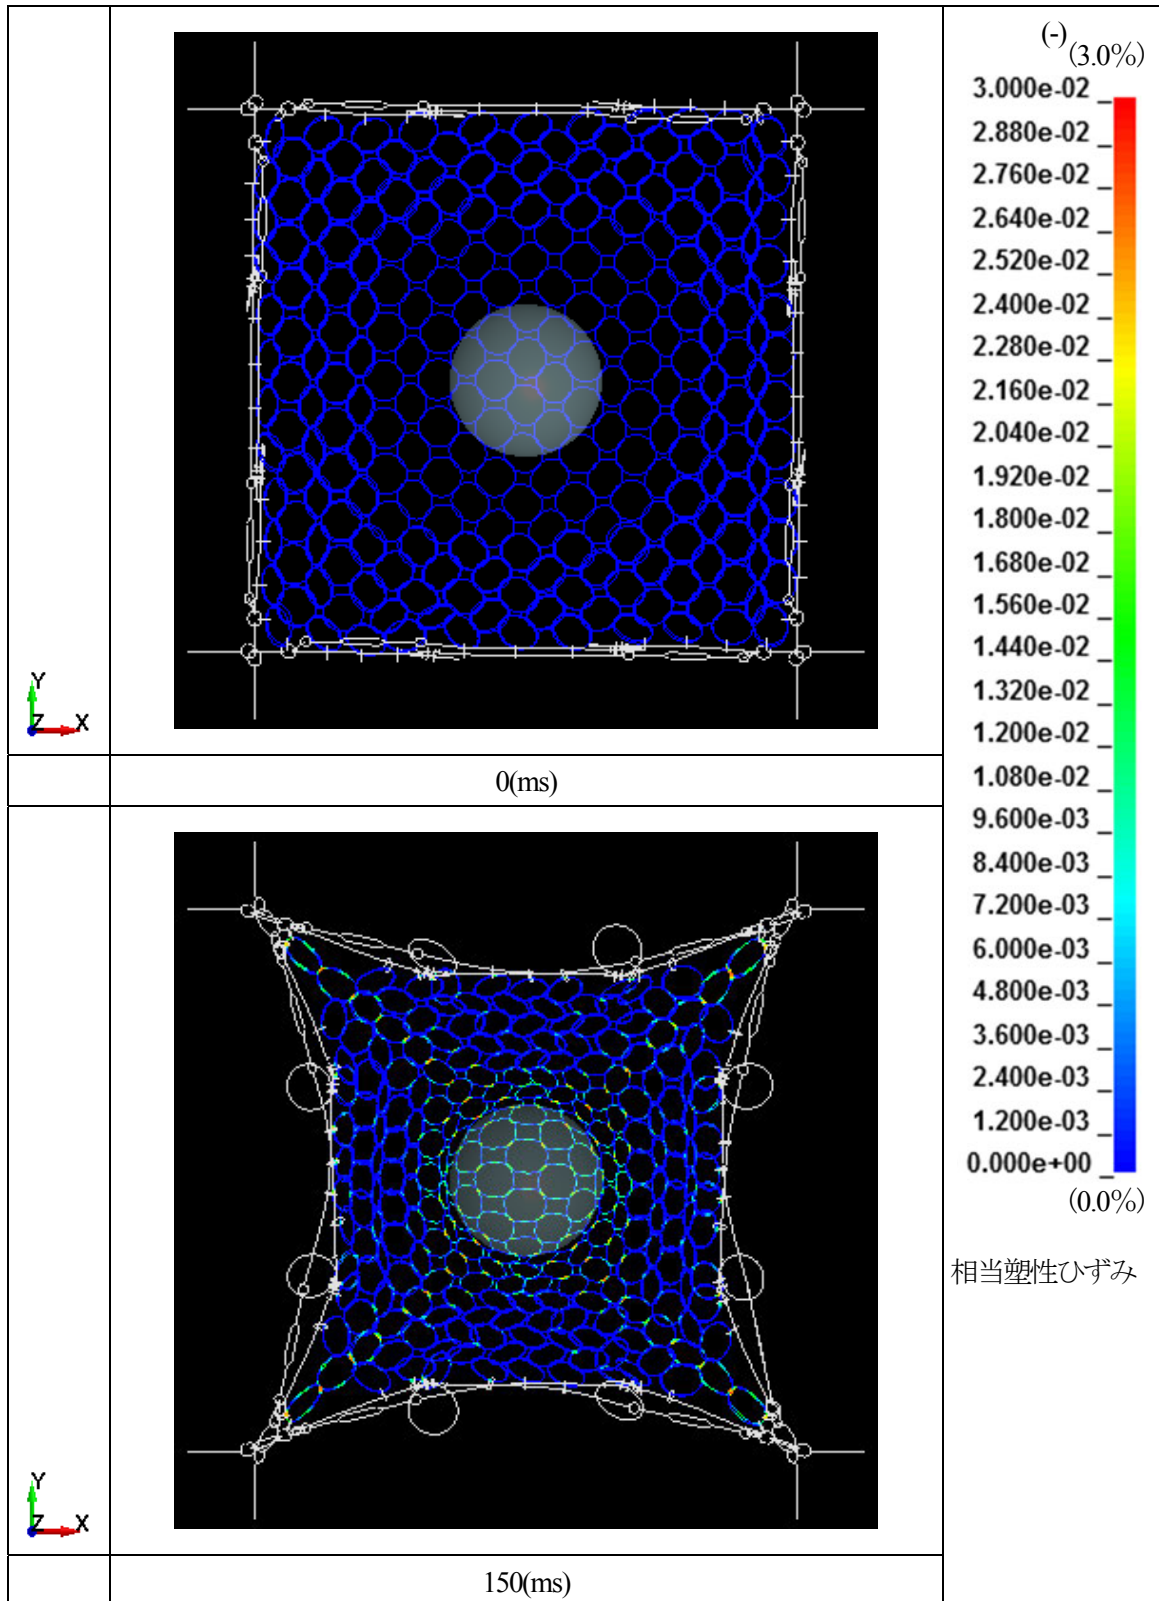 Y
Z X
0(ms)
Y
Z X
150(ms)
(-)
(3.0%)
3.000e-02
2.880e-02
2.760e-02
2.640e-02
2.520e-02
2.400e-02
2.280e-02
2.160e-02
2.040e-02
1.920e-02
1.800e-02
1.680e-02
1.560e-02
1.440e-02
1.320e-02
1.200e-02
1.080e-02
9.600e-03
8.400e-03
7.200e-03
6.000e-03
4.800e-03
3.600e-03
2.400e-03
1.200e-03
0.000e+00
(0.0%)
相当塑性ひずみ